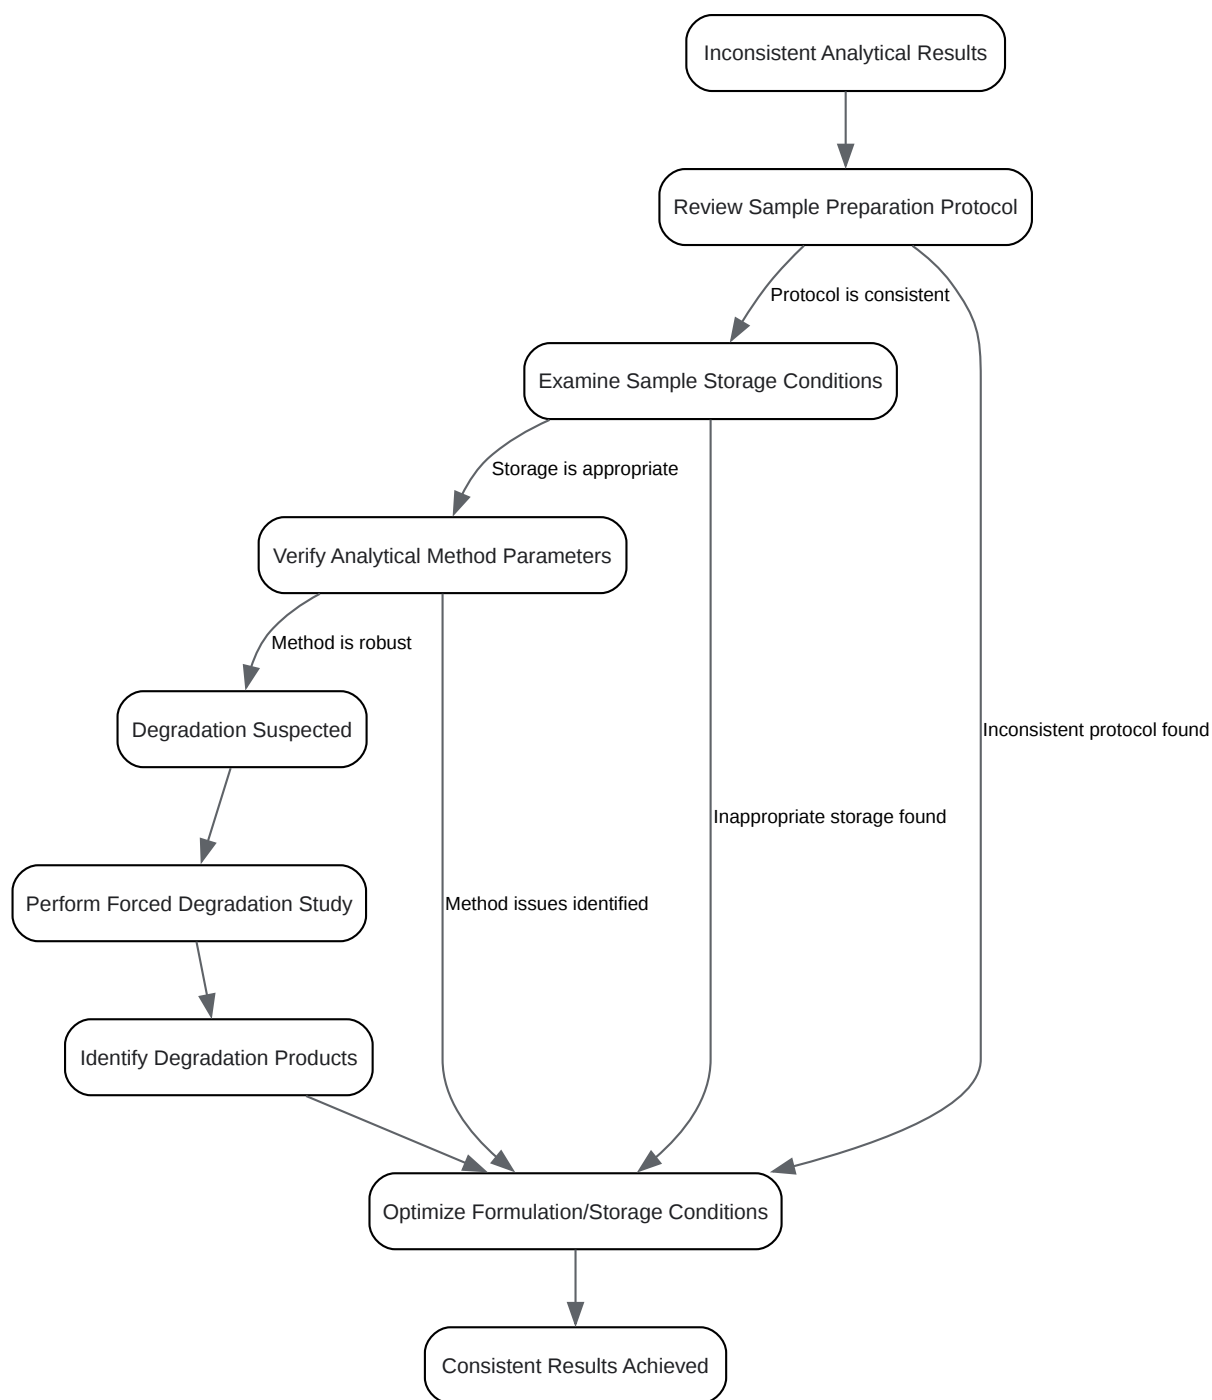 Inconsistent Analytical Results
Review Sample Preparation Protocol
Protocol is consistent
Examine Sample Storage Conditions
Storage is appropriate
Verify Analytical Method Parameters
Method is robust
Degradation Suspected
Inconsistent protocol found
Inappropriate storage found
Perform Forced Degradation Study
Method issues identified
Identify Degradation Products
Optimize Formulation/Storage Conditions
Consistent Results Achieved